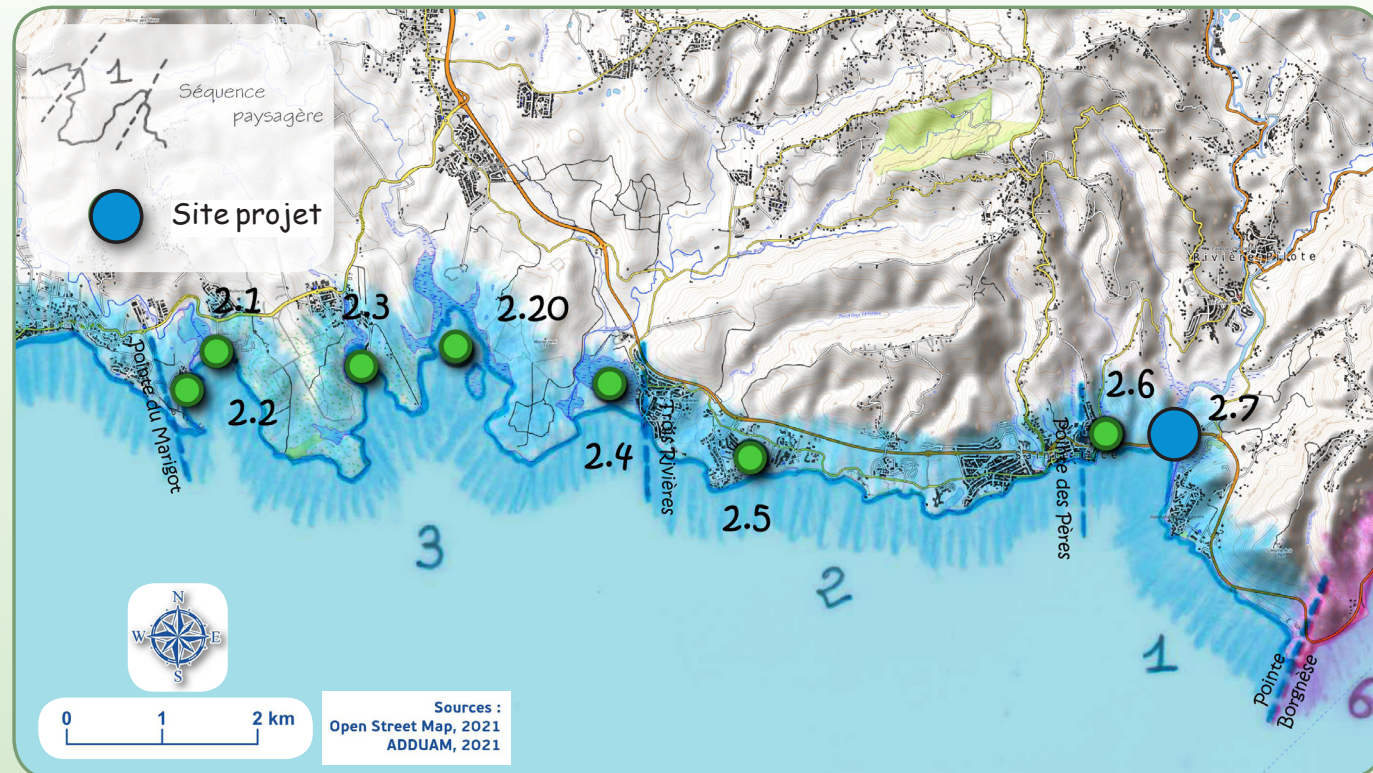 1
Séquence
paysagère
Site projet
Rivière Pilote
2.1
2.3
2.20
2.2
2.4
2.5
2.6
2.7
Pointe du Marigot
Trois Rivières
Pointe des Pères
Pointe
Borgnèse
3
2
1
6
N
W E
S
0 1 2 km
Sources :
Open Street Map, 2021
ADDUAM, 2021